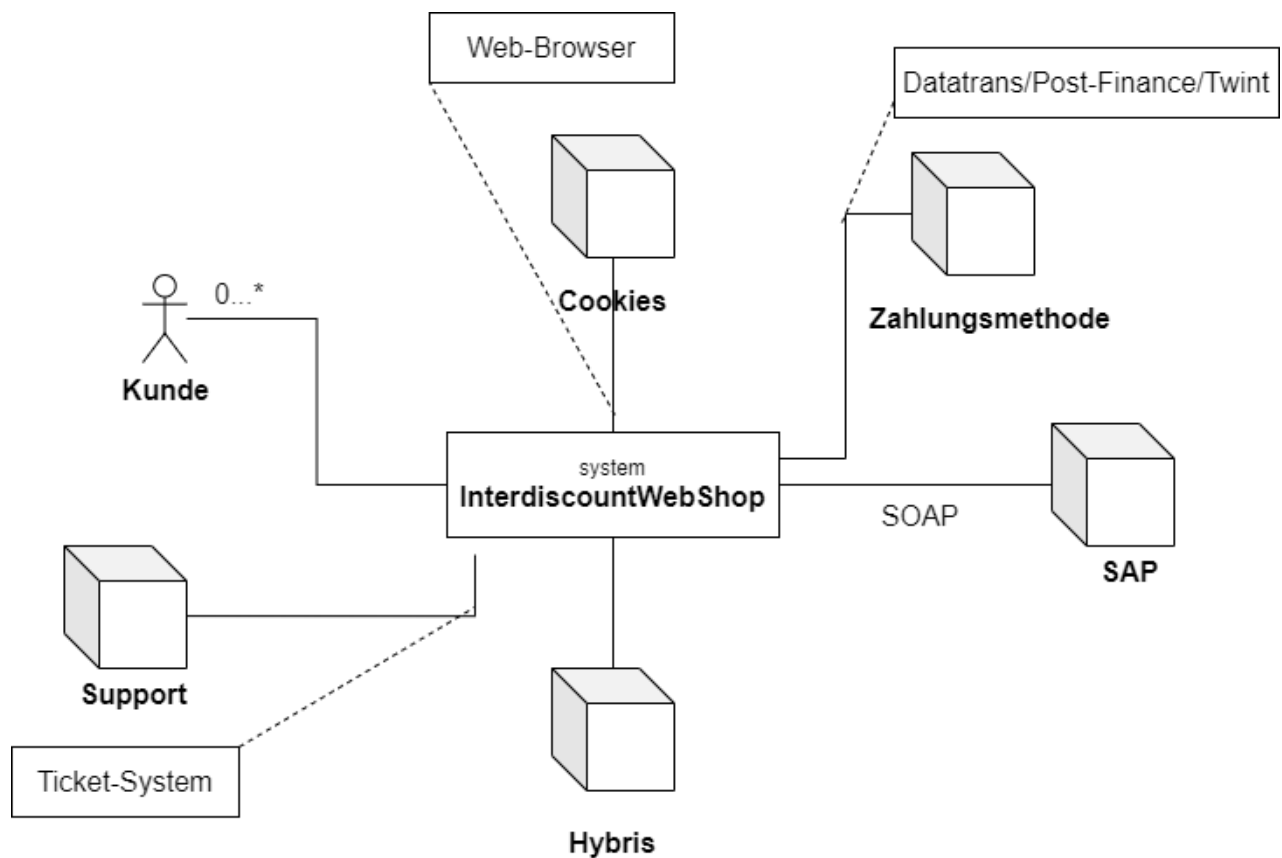 Web-Browser
Datatrans/Post-Finance/Twint
0...*
Cookies
Zahlungsmethode
Kunde
system
InterdiscountWebShop
SOAP
SAP
Support
Ticket-System
Hybris